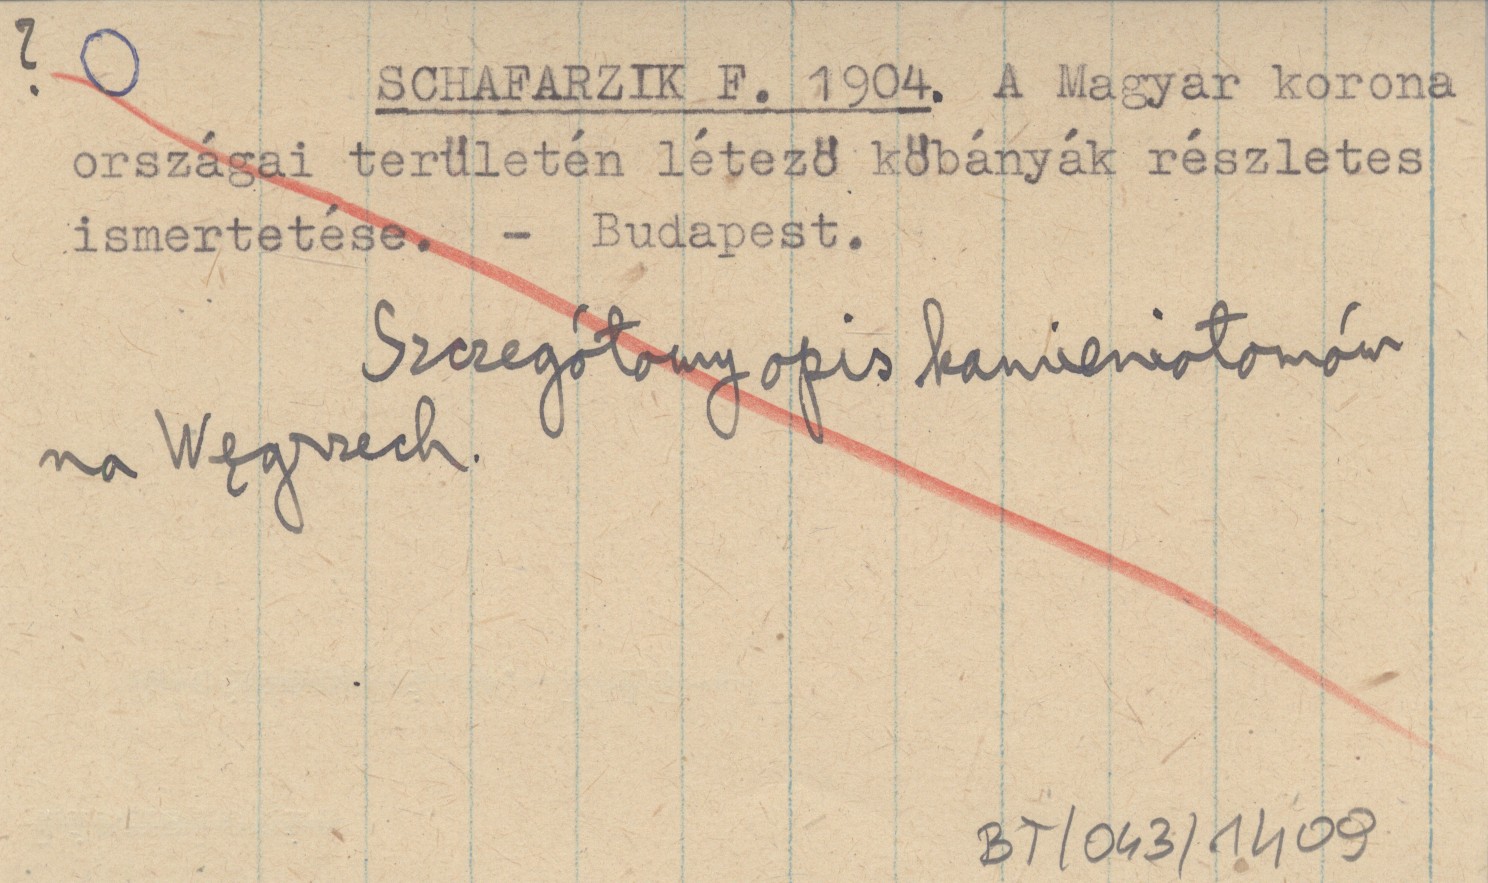 ? O SCHAFARZIK F. 1904. A Magyar korona
országai területén létező kőbányák részletes
ismertetése. - Budapest.
Szczegółowy opis kamieniołomów
na Węgrzech.
BT/043/1409